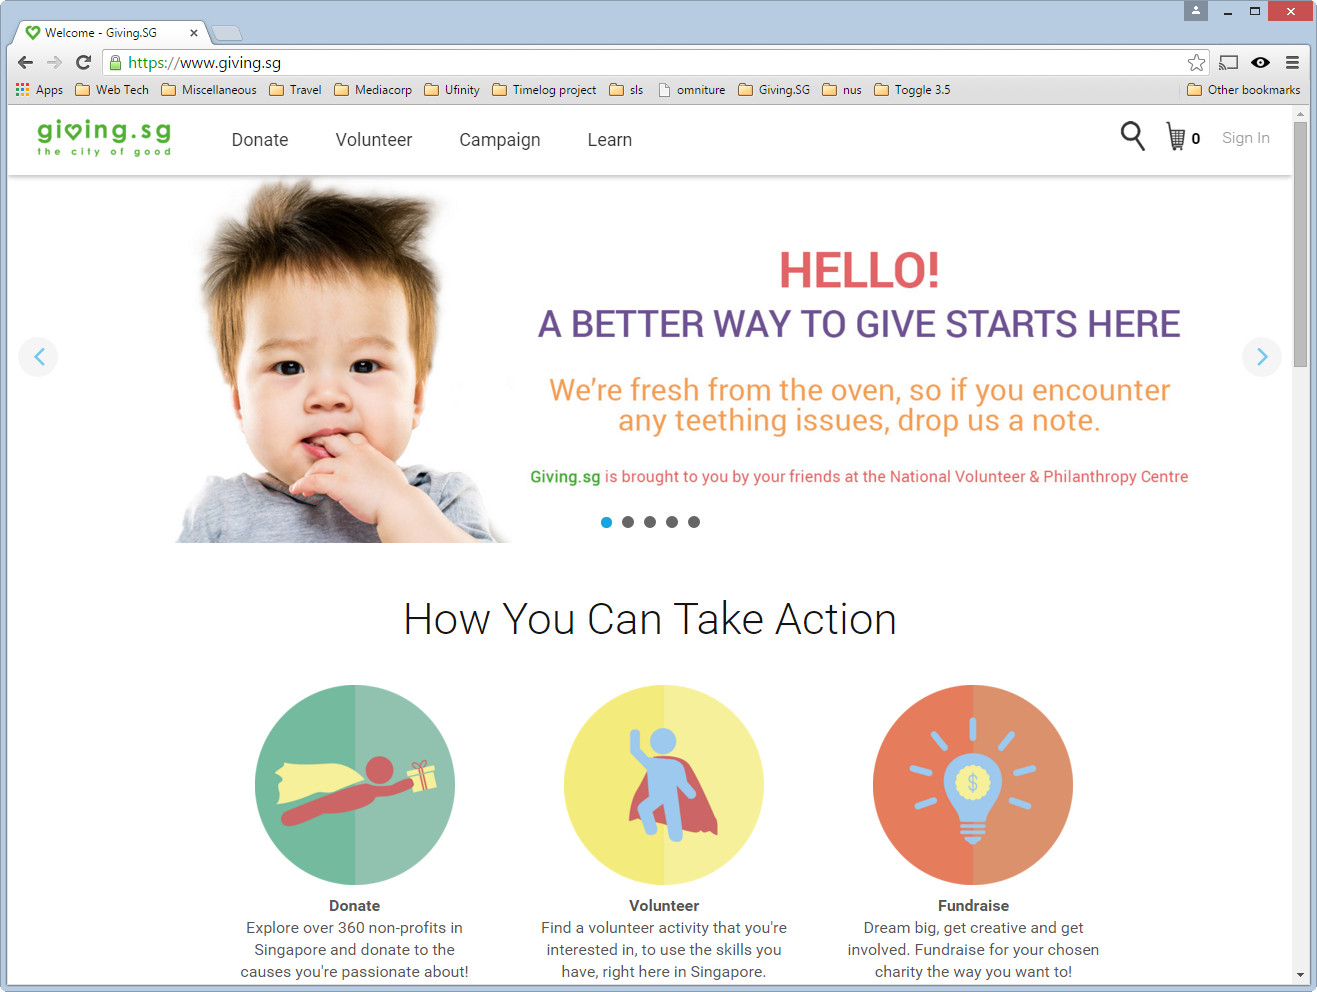 Welcome - Giving.SG
https://www.giving.sg
Apps Web Tech Miscellaneous Travel Mediacorp Ufinity Timelog project sls omniture Giving.SG nus Toggle 3.5 Other bookmarks
giving.sg
the city of good
Donate Volunteer Campaign Learn 0 Sign In
HELLO!
A BETTER WAY TO GIVE STARTS HERE
We're fresh from the oven, so if you encounter
any teething issues, drop us a note.
Giving.sg is brought to you by your friends at the National Volunteer & Philanthropy Centre
How You Can Take Action
$
Donate
Explore over 360 non-profits in
Singapore and donate to the
causes you're passionate about!
Volunteer
Find a volunteer activity that you're
interested in, to use the skills you
have, right here in Singapore.
Fundraise
Dream big, get creative and get
involved. Fundraise for your chosen
charity the way you want to!